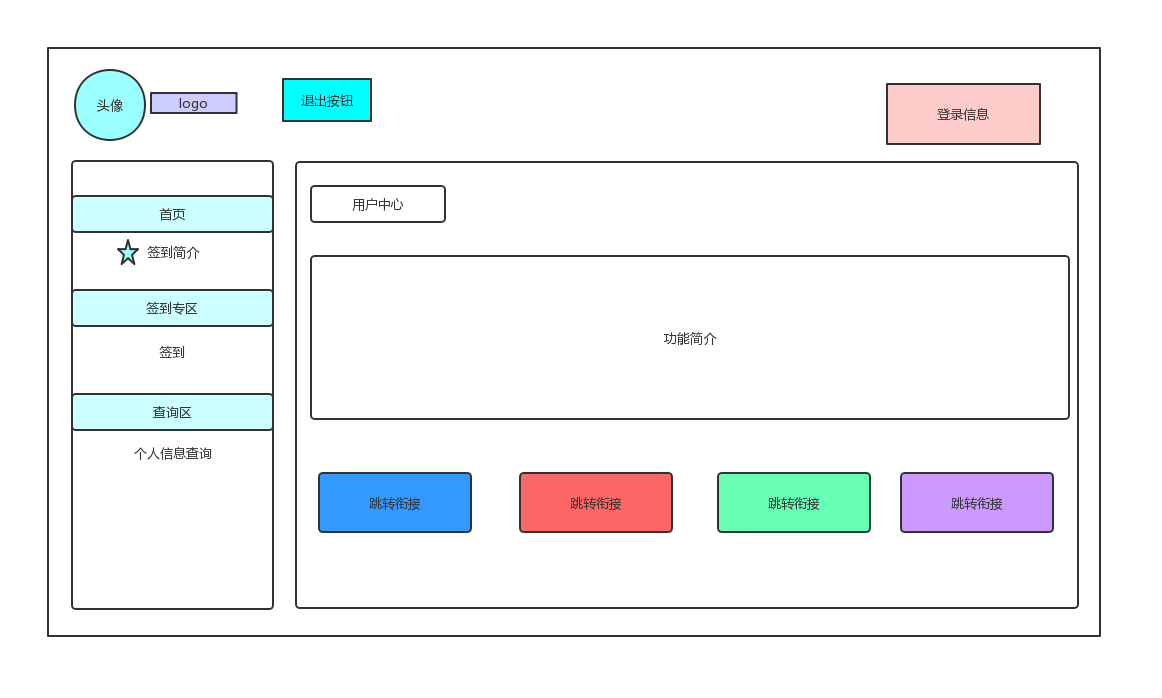 头像
logo
退出按钮
登录信息
首页
签到简介
签到专区
签到
查询区
个人信息查询
用户中心
功能简介
跳转衔接
跳转衔接
跳转衔接
跳转衔接